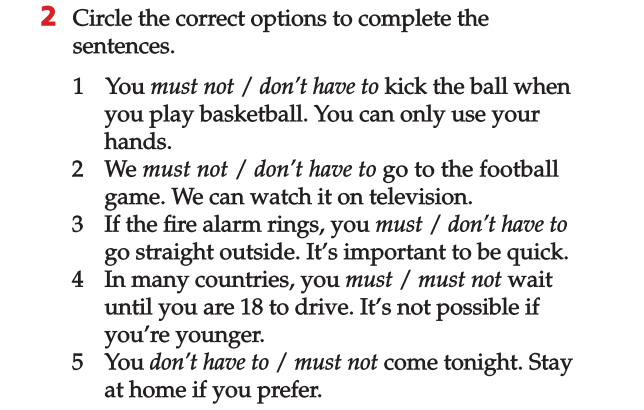 2 Circle the correct options to complete the
sentences.
1 You must not / don't have to kick the ball when
you play basketball. You can only use your
hands.
2 We must not / don't have to go to the football
game. We can watch it on television.
3 If the fire alarm rings, you must / don't have to
go straight outside. It's important to be quick.
4 In many countries, you must / must not wait
until you are 18 to drive. It's not possible if
you're younger.
5 You don't have to / must not come tonight. Stay
at home if you prefer.